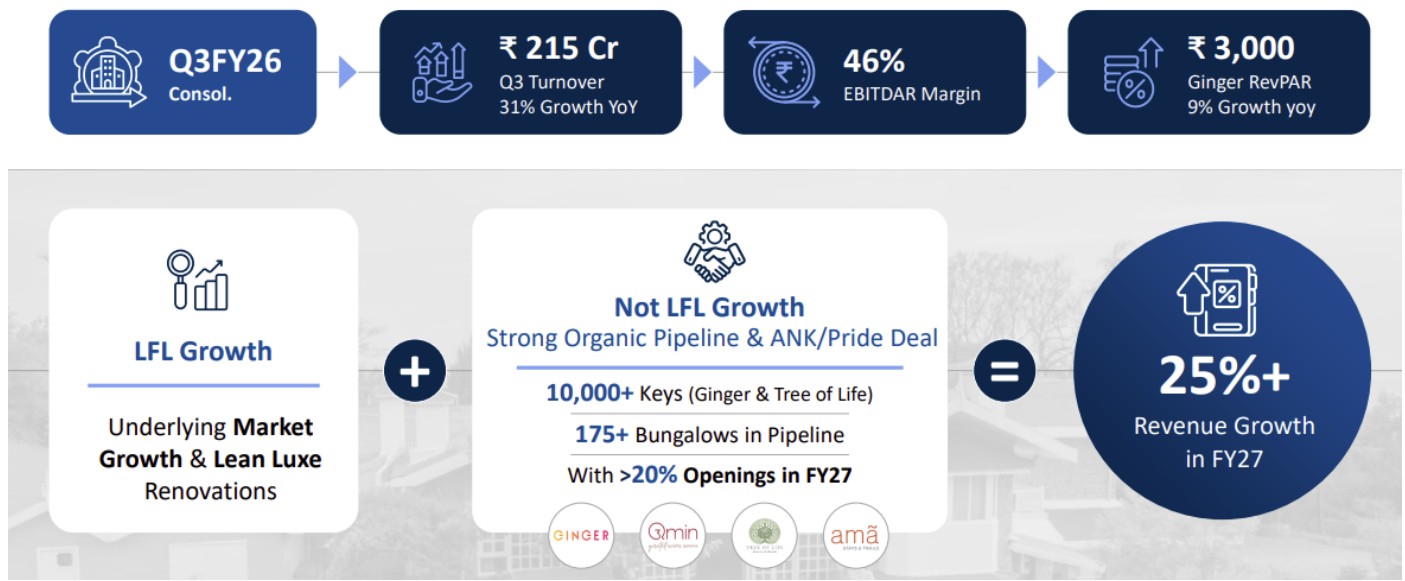 Q3FY26
Consol.
₹ 215 Cr
Q3 Turnover
31% Growth YoY
₹
46%
EBITDAR Margin
%
₹ 3,000
Ginger RevPAR
9% Growth yoy
LFL Growth
Underlying Market
Growth & Lean Luxe
Renovations
+
Not LFL Growth
Strong Organic Pipeline & ANK/Pride Deal
10,000+ Keys (Ginger & Tree of Life)
175+ Bungalows in Pipeline
With >20% Openings in FY27
GINGER
Qmin
TREE OF LIFE
amã
STAYS & TRAILS
=
%
25%+
Revenue Growth
in FY27